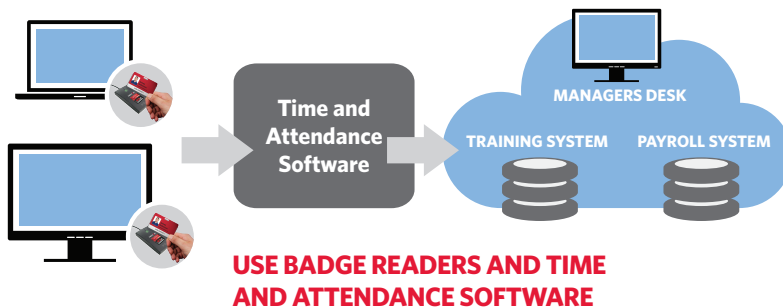 Time and
Attendance
Software
MANAGERS DESK
TRAINING SYSTEM
PAYROLL SYSTEM
USE BADGE READERS AND TIME
AND ATTENDANCE SOFTWARE